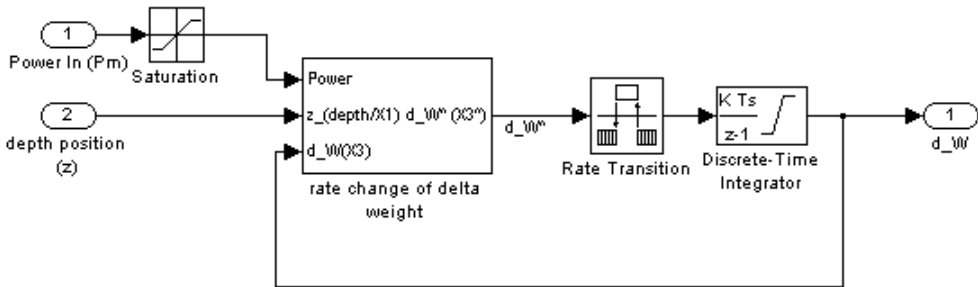 1
Power In (Pm)
Saturation
2
depth position
(z)
Power
z_(depth/X1) d_W^ (X3^)
d_W(X3)
rate change of delta
weight
d_W^
Rate Transition
K Ts
z-1
Discrete-Time
Integrator
1
d_W